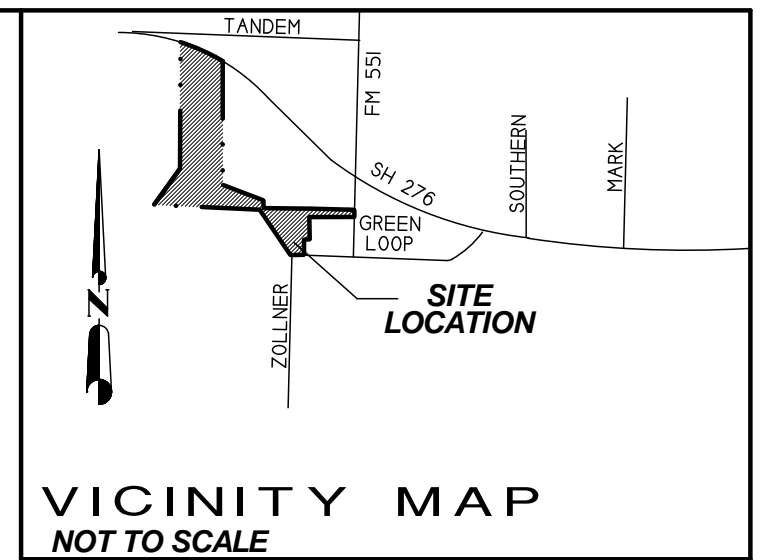 TANDEM
FM 551
SH 276
SOUTHERN
MARK
GREEN
LOOP
ZOLLNER
SITE
LOCATION
N
VICINITY MAP
NOT TO SCALE